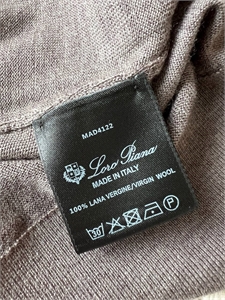 MAD4122
Loro Piana
MADE IN ITALY
100% LANA VERGINE/VIRGIN WOOL